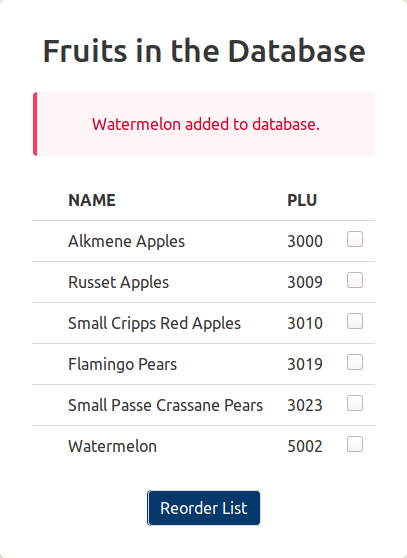 Fruits in the Database
Watermelon added to database.
NAME PLU
Alkmene Apples 3000
Russet Apples 3009
Small Cripps Red Apples 3010
Flamingo Pears 3019
Small Passe Crassane Pears 3023
Watermelon 5002
Reorder List